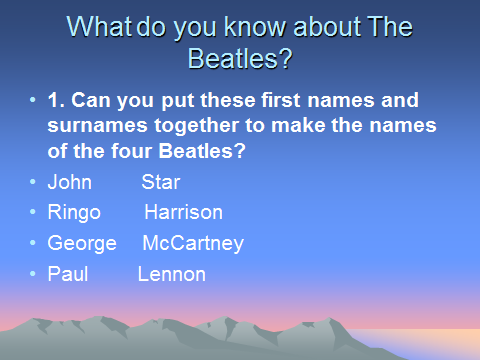 What do you know about The
Beatles?
• 1. Can you put these first names and
surnames together to make the names
of the four Beatles?
• John Star
• Ringo Harrison
• George McCartney
• Paul Lennon